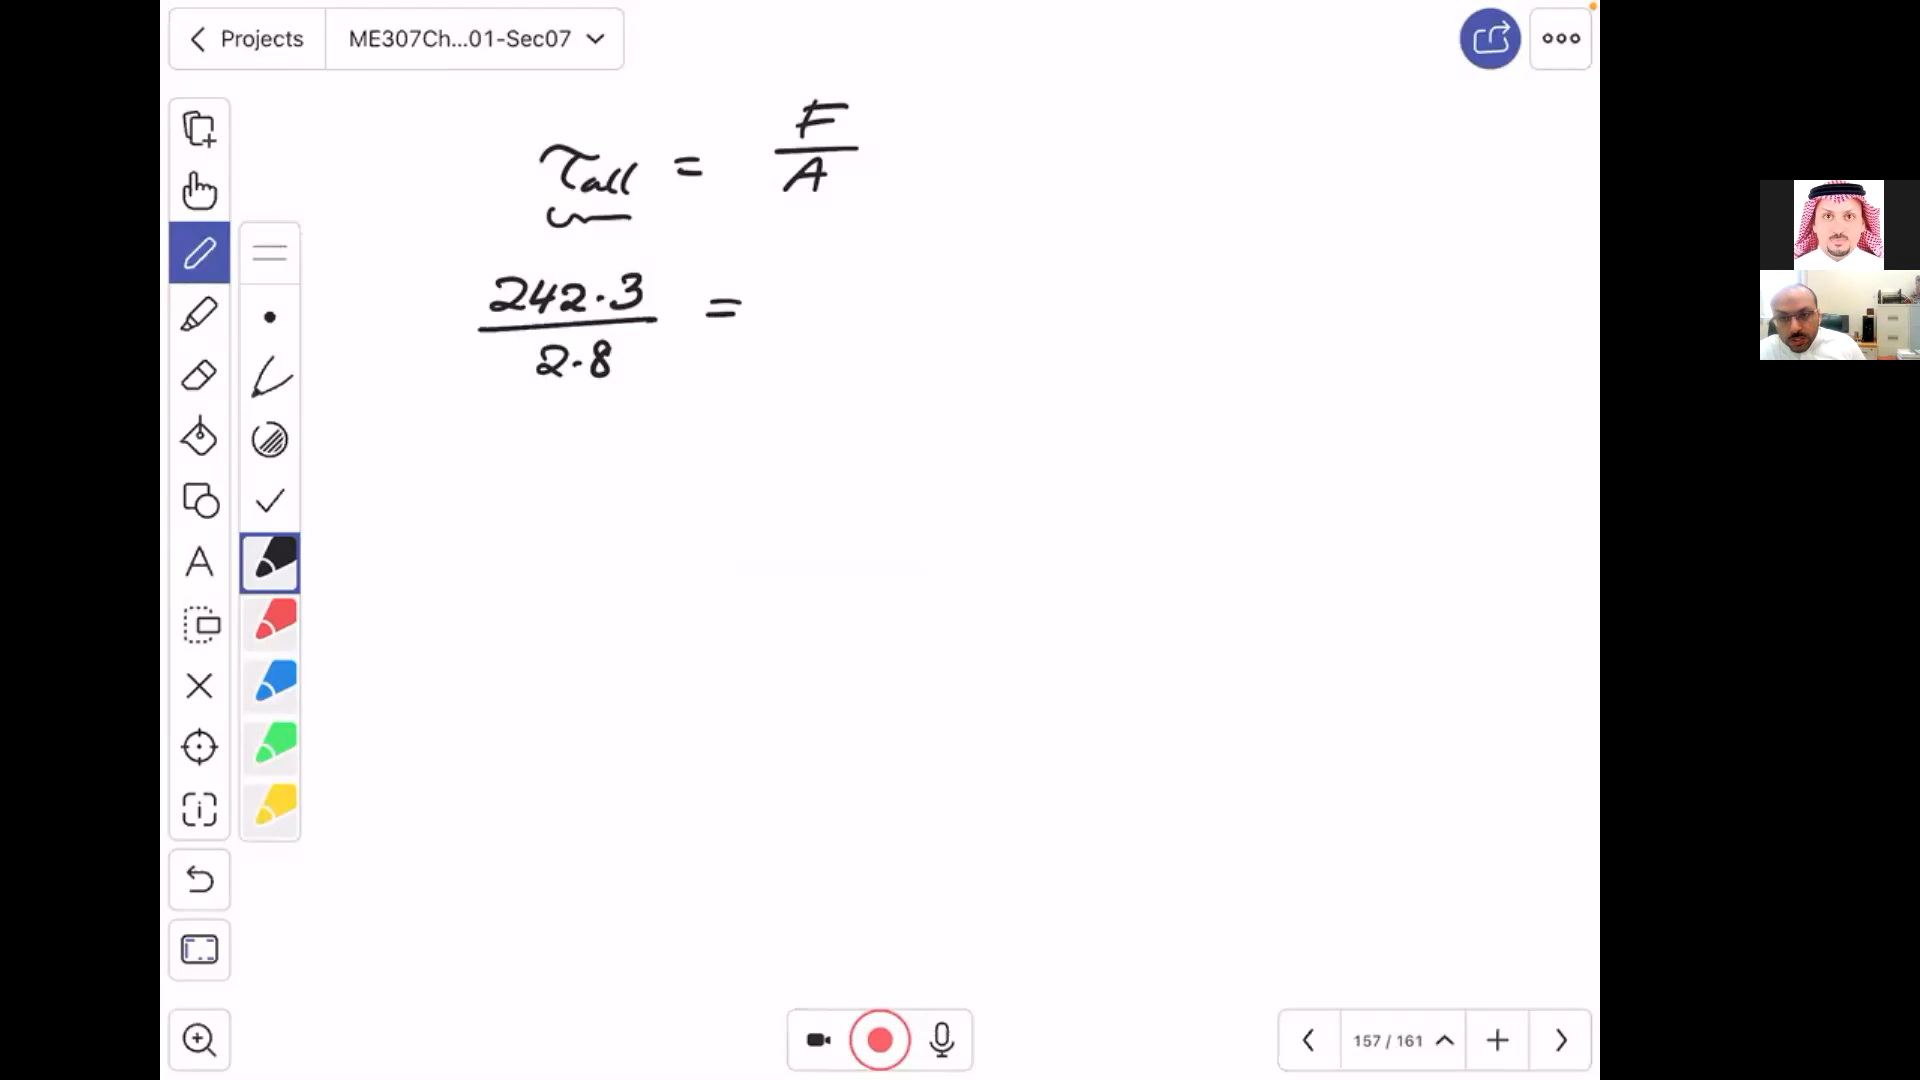 Projects
ME307Ch...01-Sec07
τall = F/A
242.3/2.8 =
A
157 / 161